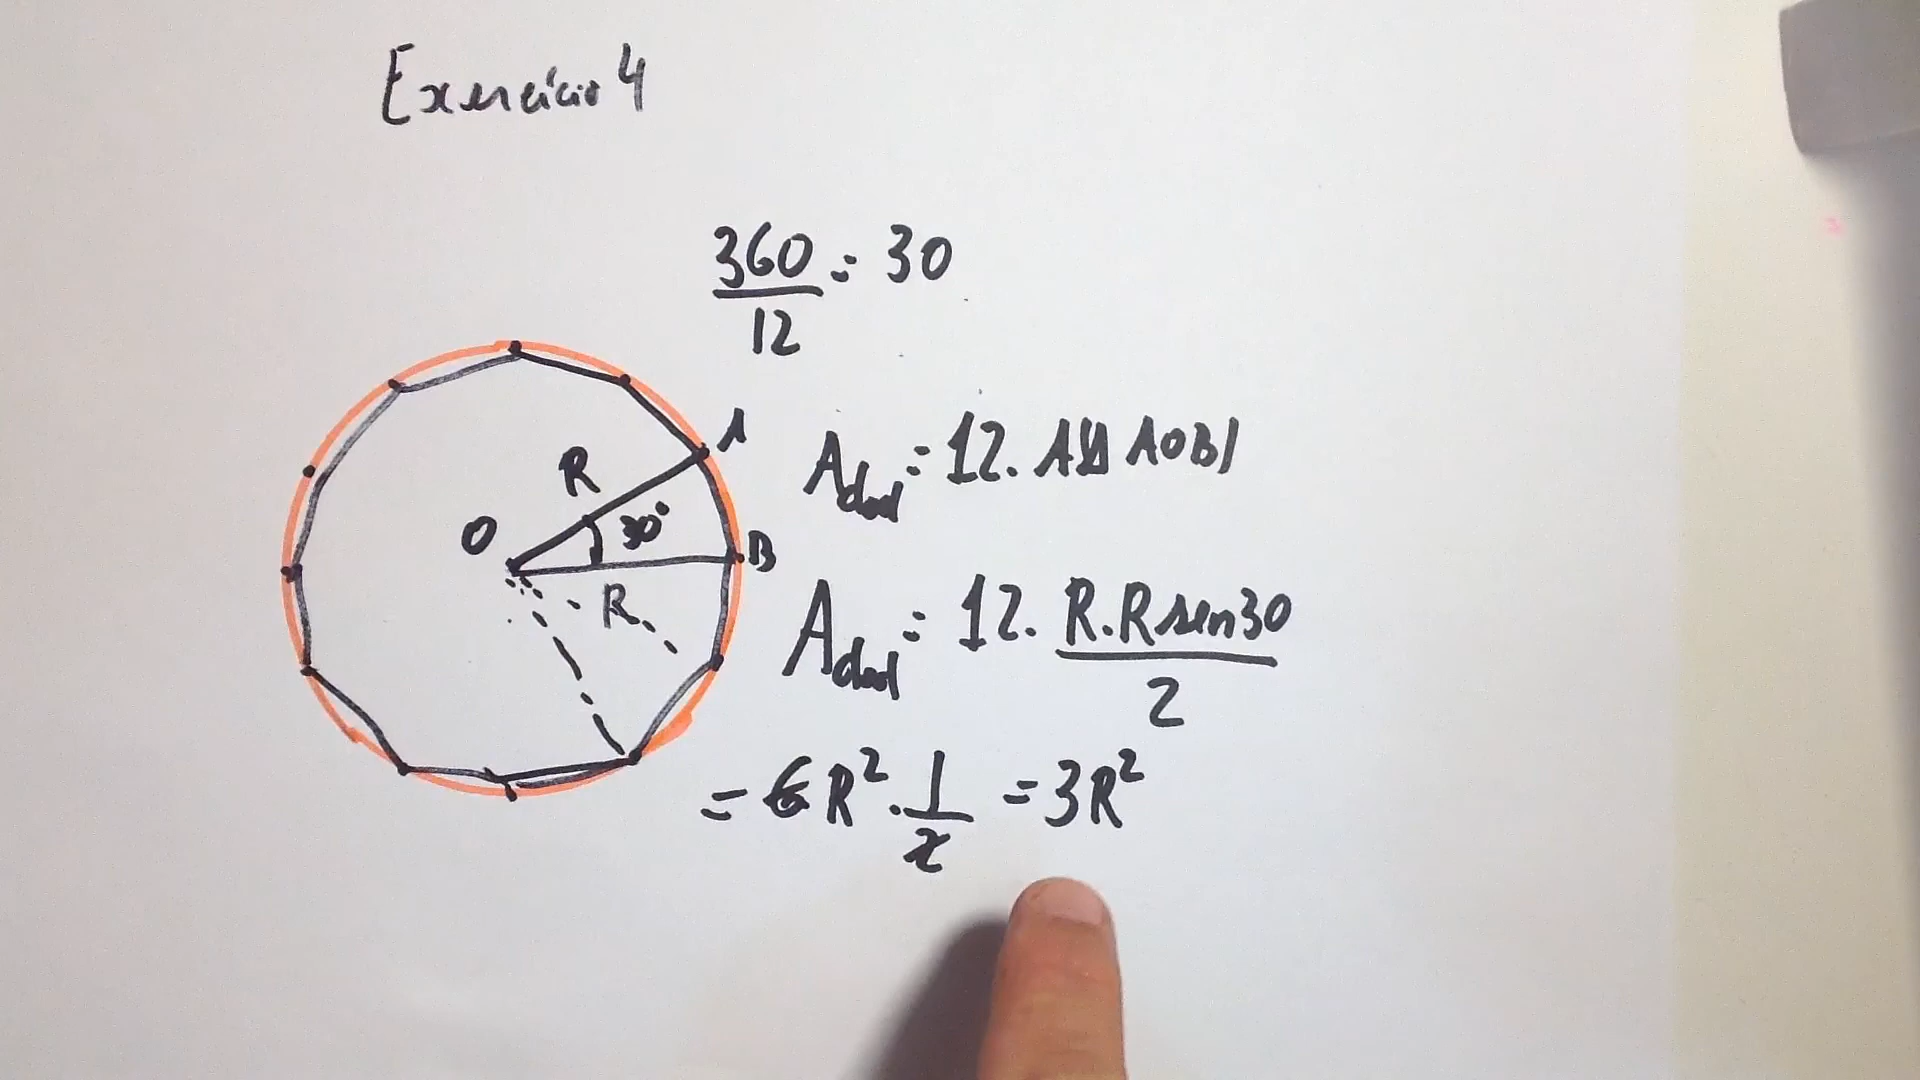 Exercício 4
360/12 = 30
A
R
O
30°
B
R
A_dod = 12. A(△AOB)
A_dod = 12. R.R sen30/2
= 6R². 1/2 = 3R²